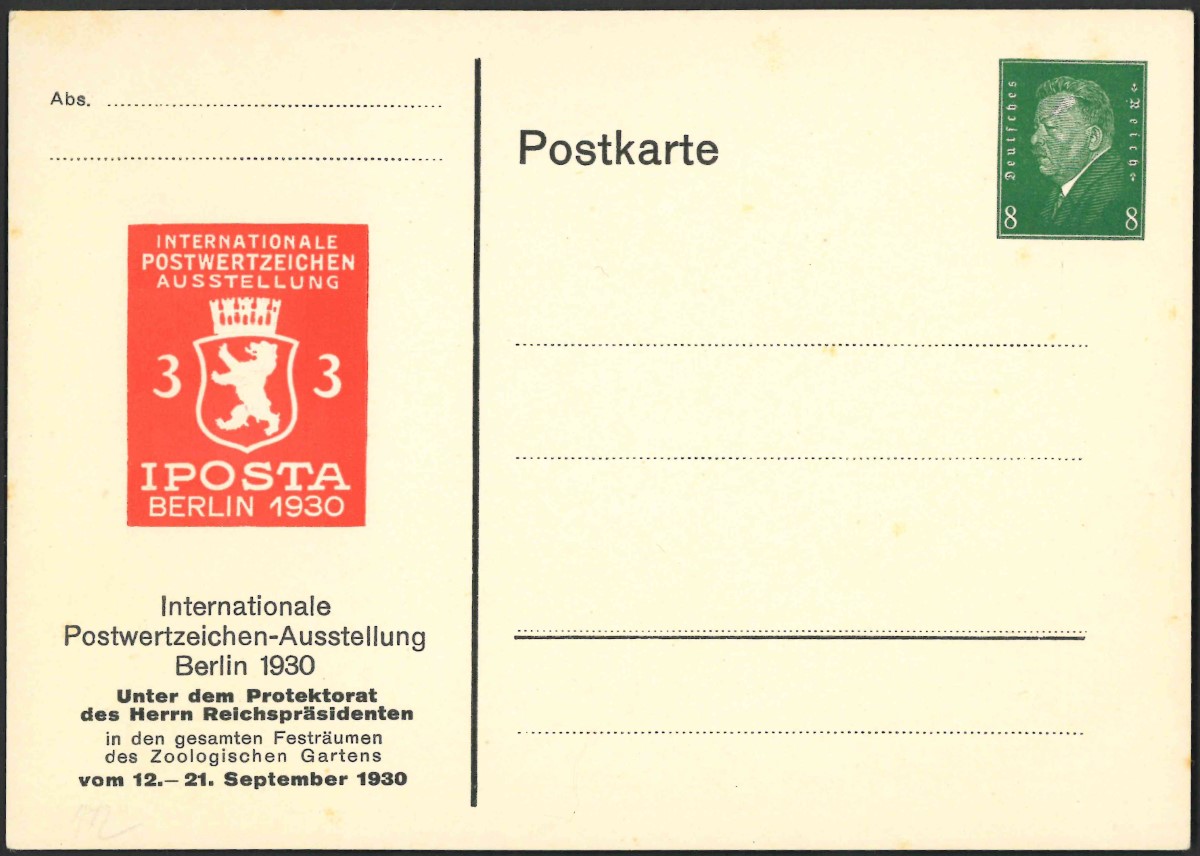 Abs.
INTERNATIONALE
POSTWERTZEICHEN
AUSSTELLUNG
3 3
IPOSTA
BERLIN 1930
Internationale
Postwertzeichen-Ausstellung
Berlin 1930
Unter dem Protektorat
des Herrn Reichspräsidenten
in den gesamten Festräumen
des Zoologischen Gartens
vom 12.–21. September 1930
Postkarte
Deutsches
Reich
8 8